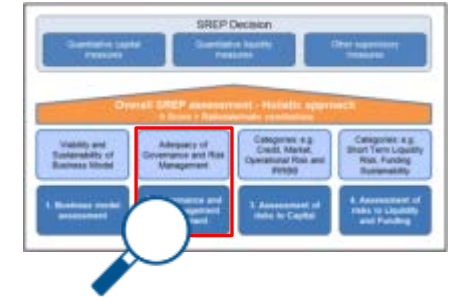 SREP Decision
Quantitative capital
measures
Quantitative liquidity
measures
Other supervisory
measures
Overall SREP assessment - Holistic approach
Viability and
Sustainability of
Business Model
Adequacy of
Governance and Risk
Management
Categories: e.g.
Credit, Market,
Operational Risk and
IRRBB
Categories: e.g.
Short Term Liquidity
Risk, Funding
Sustainability
1. Business model
assessment
3. Assessment of
risks to Capital
4. Assessment of
risks to Liquidity
and Funding